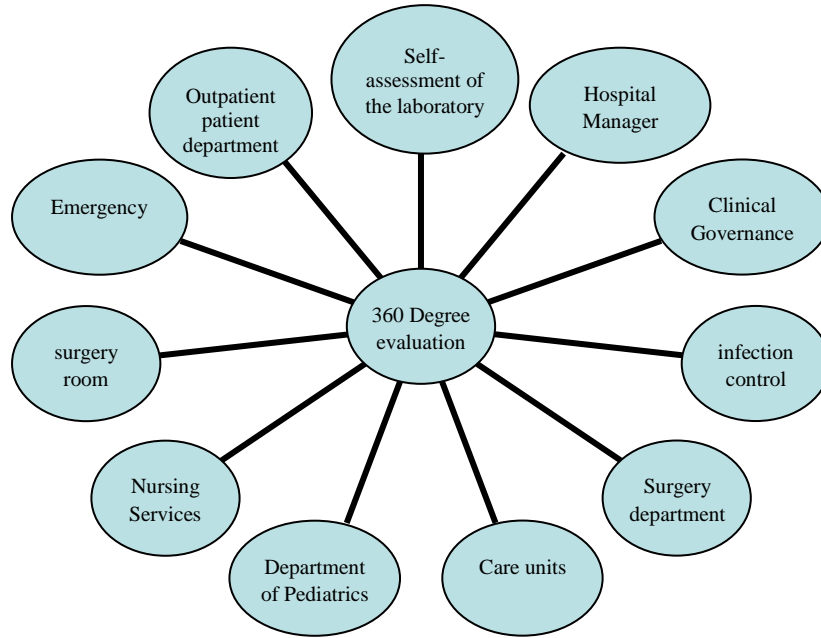 Self-
assessment of
the laboratory
Hospital
Manager
Clinical
Governance
infection
control
Surgery
department
Care units
Department
of Pediatrics
Nursing
Services
surgery
room
Emergency
Outpatient
patient
department
360 Degree
evaluation